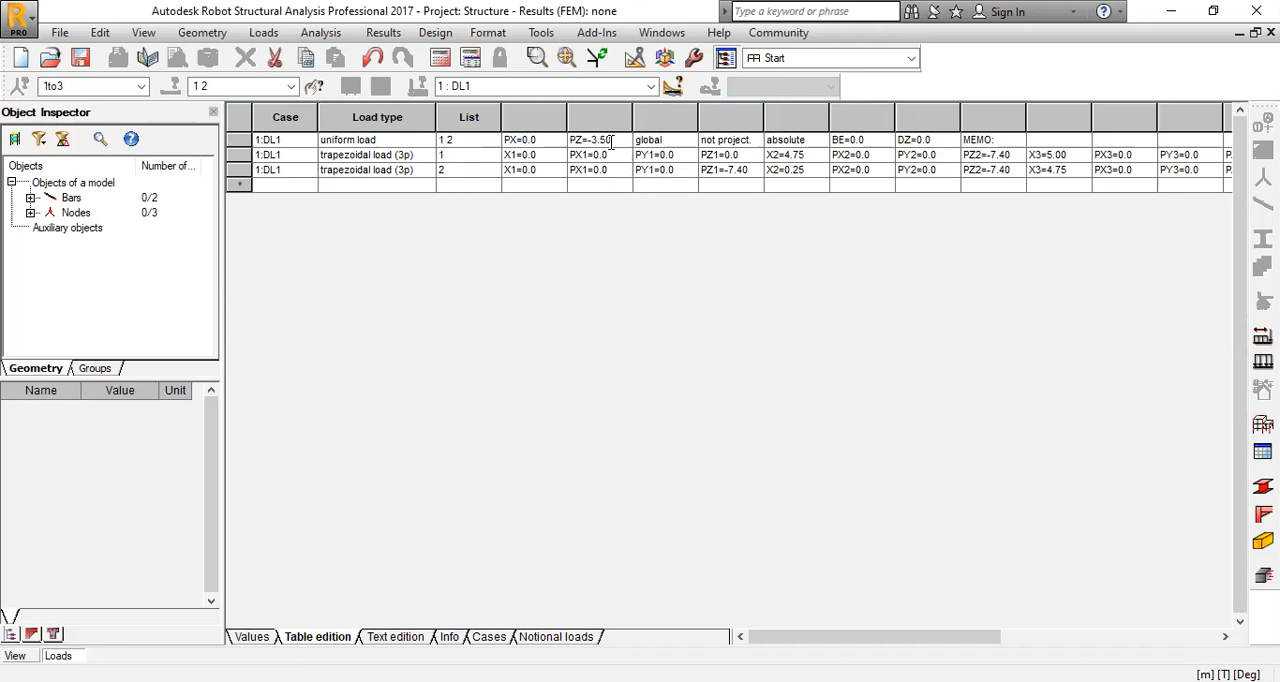 Autodesk Robot Structural Analysis Professional 2017 - Project: Structure - Results (FEM): none
Type a keyword or phrase
Sign In
PRO
File Edit View Geometry Loads Analysis Results Design Format Tools Add-Ins Windows Help Community
Start
1to3
1 2
1 : DL1
Object Inspector
Objects Number of...
Objects of a model
Bars 0/2
Nodes 0/3
Auxiliary objects
Geometry Groups
Name Value Unit
Case Load type List
1:DL1 uniform load 1 2 PX=0.0 PZ=-3.50 global not project. absolute BE=0.0 DZ=0.0 MEMO:
1:DL1 trapezoidal load (3p) 1 X1=0.0 PX1=0.0 PY1=0.0 PZ1=0.0 X2=4.75 PX2=0.0 PY2=0.0 PZ2=-7.40 X3=5.00 PX3=0.0 PY3=0.0
1:DL1 trapezoidal load (3p) 2 X1=0.0 PX1=0.0 PY1=0.0 PZ1=-7.40 X2=0.25 PX2=0.0 PY2=0.0 PZ2=-7.40 X3=4.75 PX3=0.0 PY3=0.0
*
Values Table edition Text edition Info Cases Notional loads
View Loads
[m] [T] [Deg]